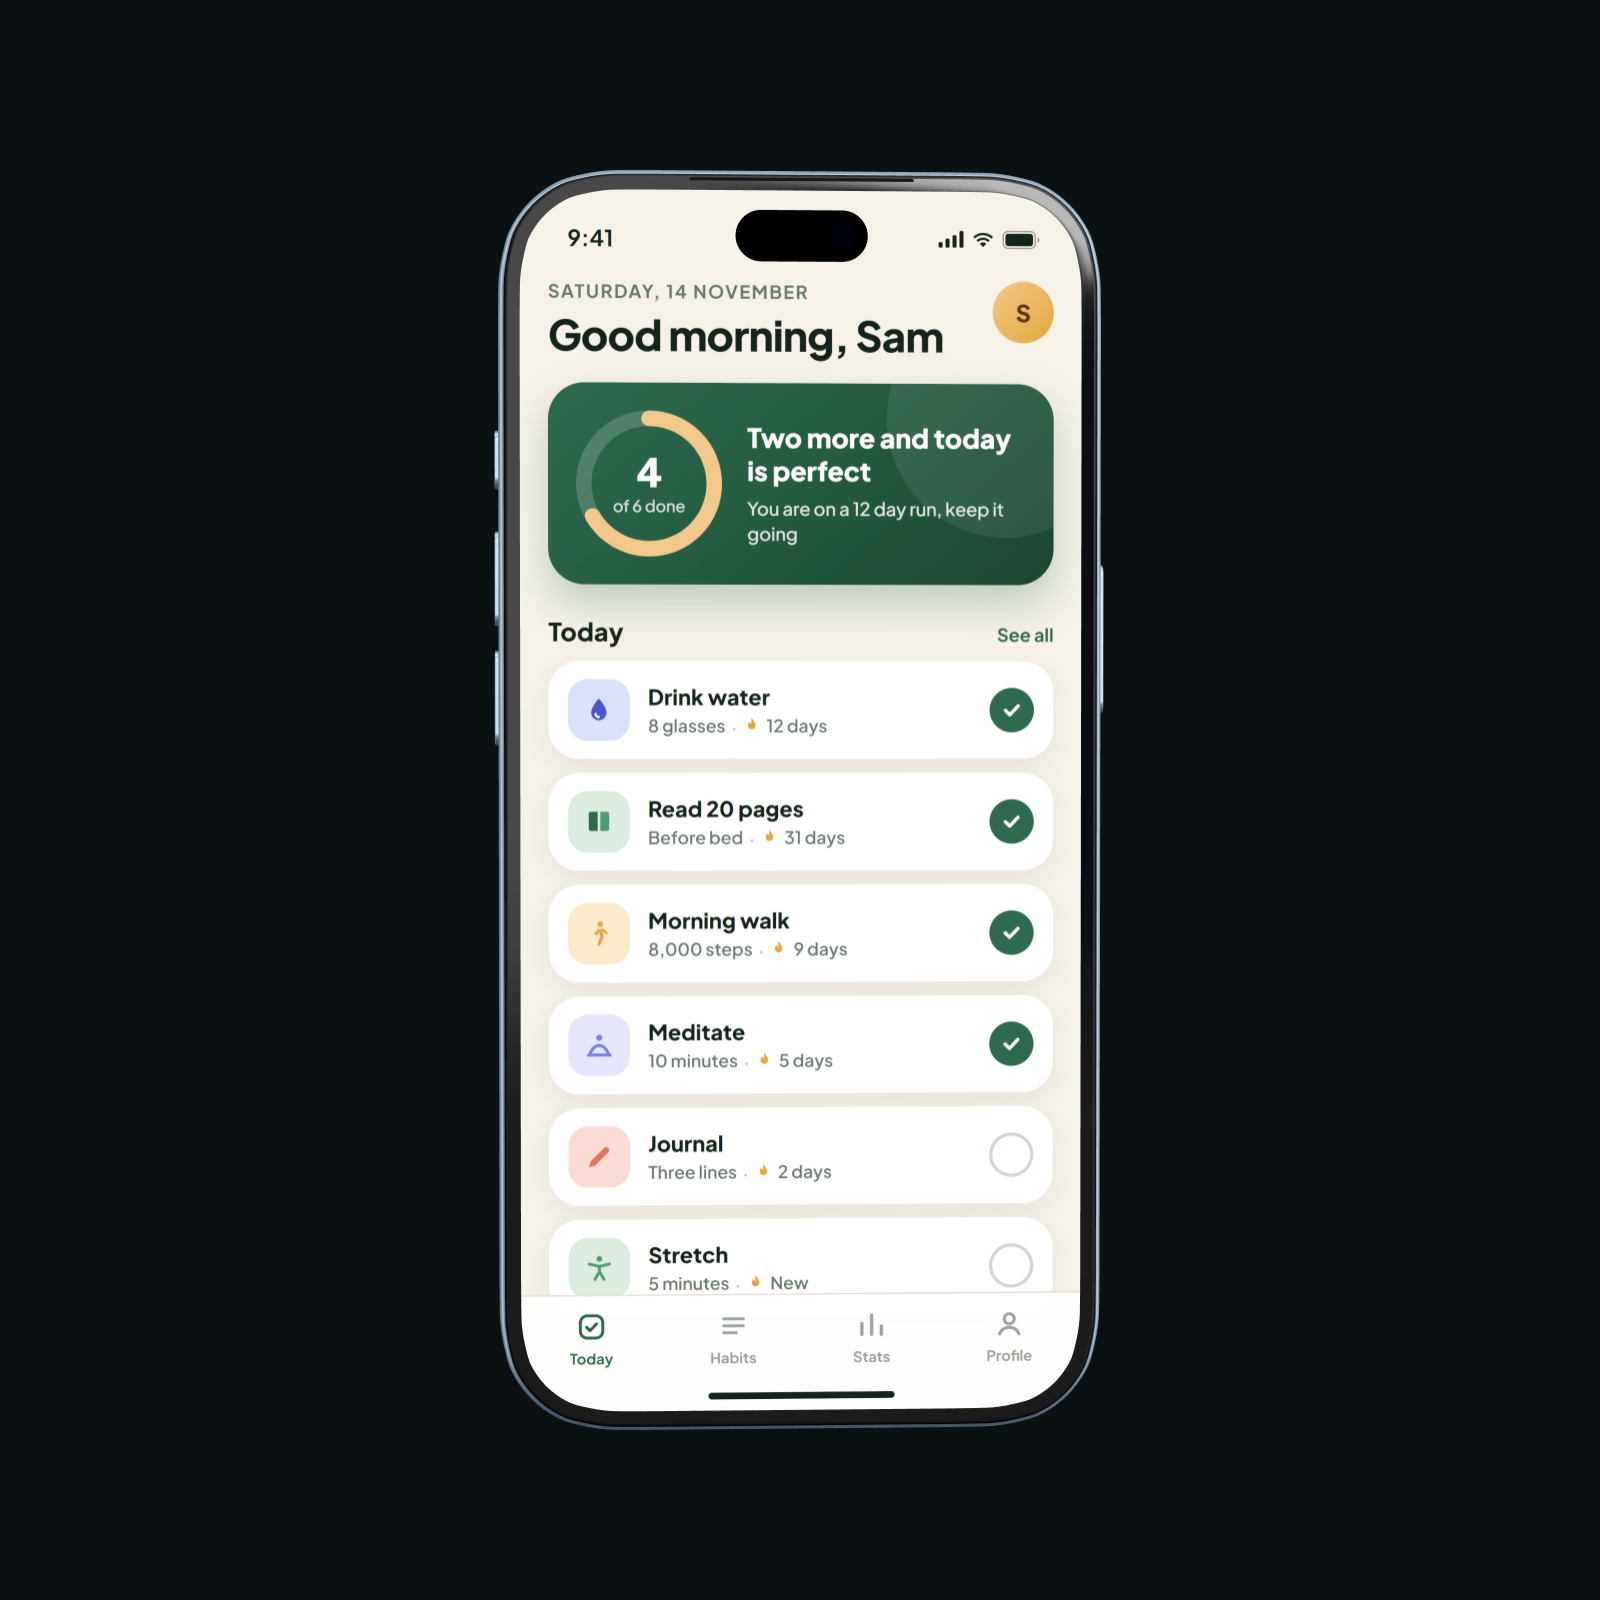 9:41
SATURDAY, 14 NOVEMBER
Good morning, Sam
S
4
of 6 done
Two more and today
is perfect
You are on a 12 day run, keep it
going
Today
See all
Drink water
8 glasses · 12 days
Read 20 pages
Before bed · 31 days
Morning walk
8,000 steps · 9 days
Meditate
10 minutes · 5 days
Journal
Three lines · 2 days
Stretch
5 minutes · New
Today
Habits
Stats
Profile